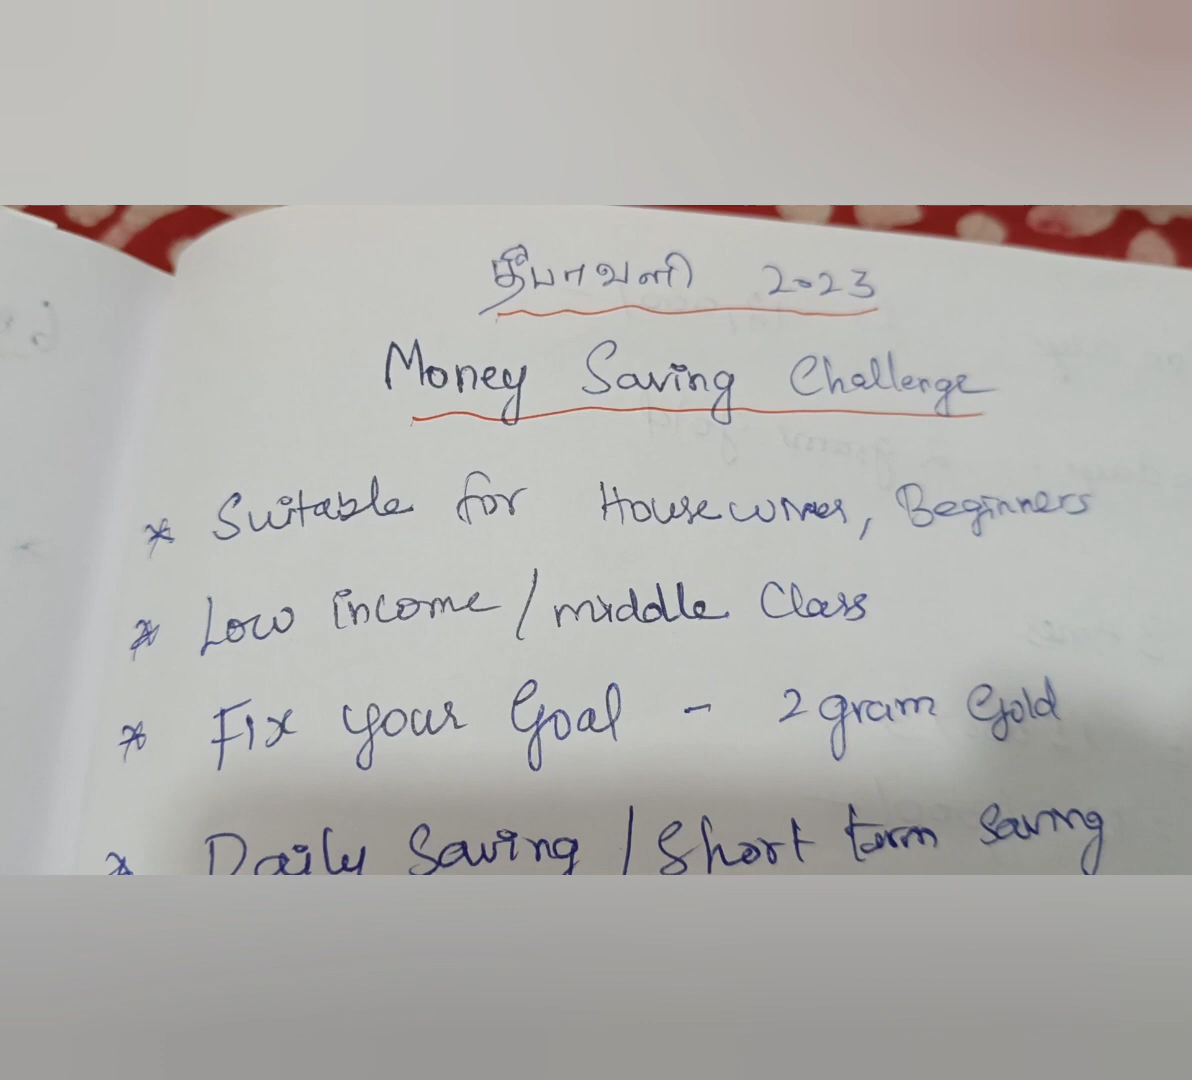 தீபாவளி 2023
Money Saving Challenge
* Suitable for Housewives, Beginners
* Low income / middle Class
* Fix your Goal - 2 gram Gold
* Daily Saving / Short term saving